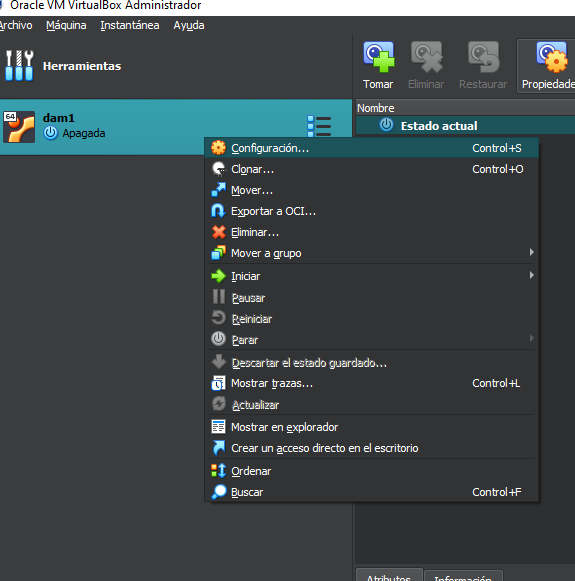 Oracle VM VirtualBox Administrador
Archivo Máquina Instantánea Ayuda
Herramientas
Tomar Eliminar Restaurar Propiedade
Nombre
64
dam1
Apagada
Estado actual
Configuración... Control+S
Clonar... Control+O
Mover...
Exportar a OCI...
Eliminar...
Mover a grupo
Iniciar
Pausar
Reiniciar
Parar
Descartar el estado guardado...
Mostrar trazas... Control+L
Actualizar
Mostrar en explorador
Crear un acceso directo en el escritorio
Ordenar
Buscar Control+F
Atributos Información